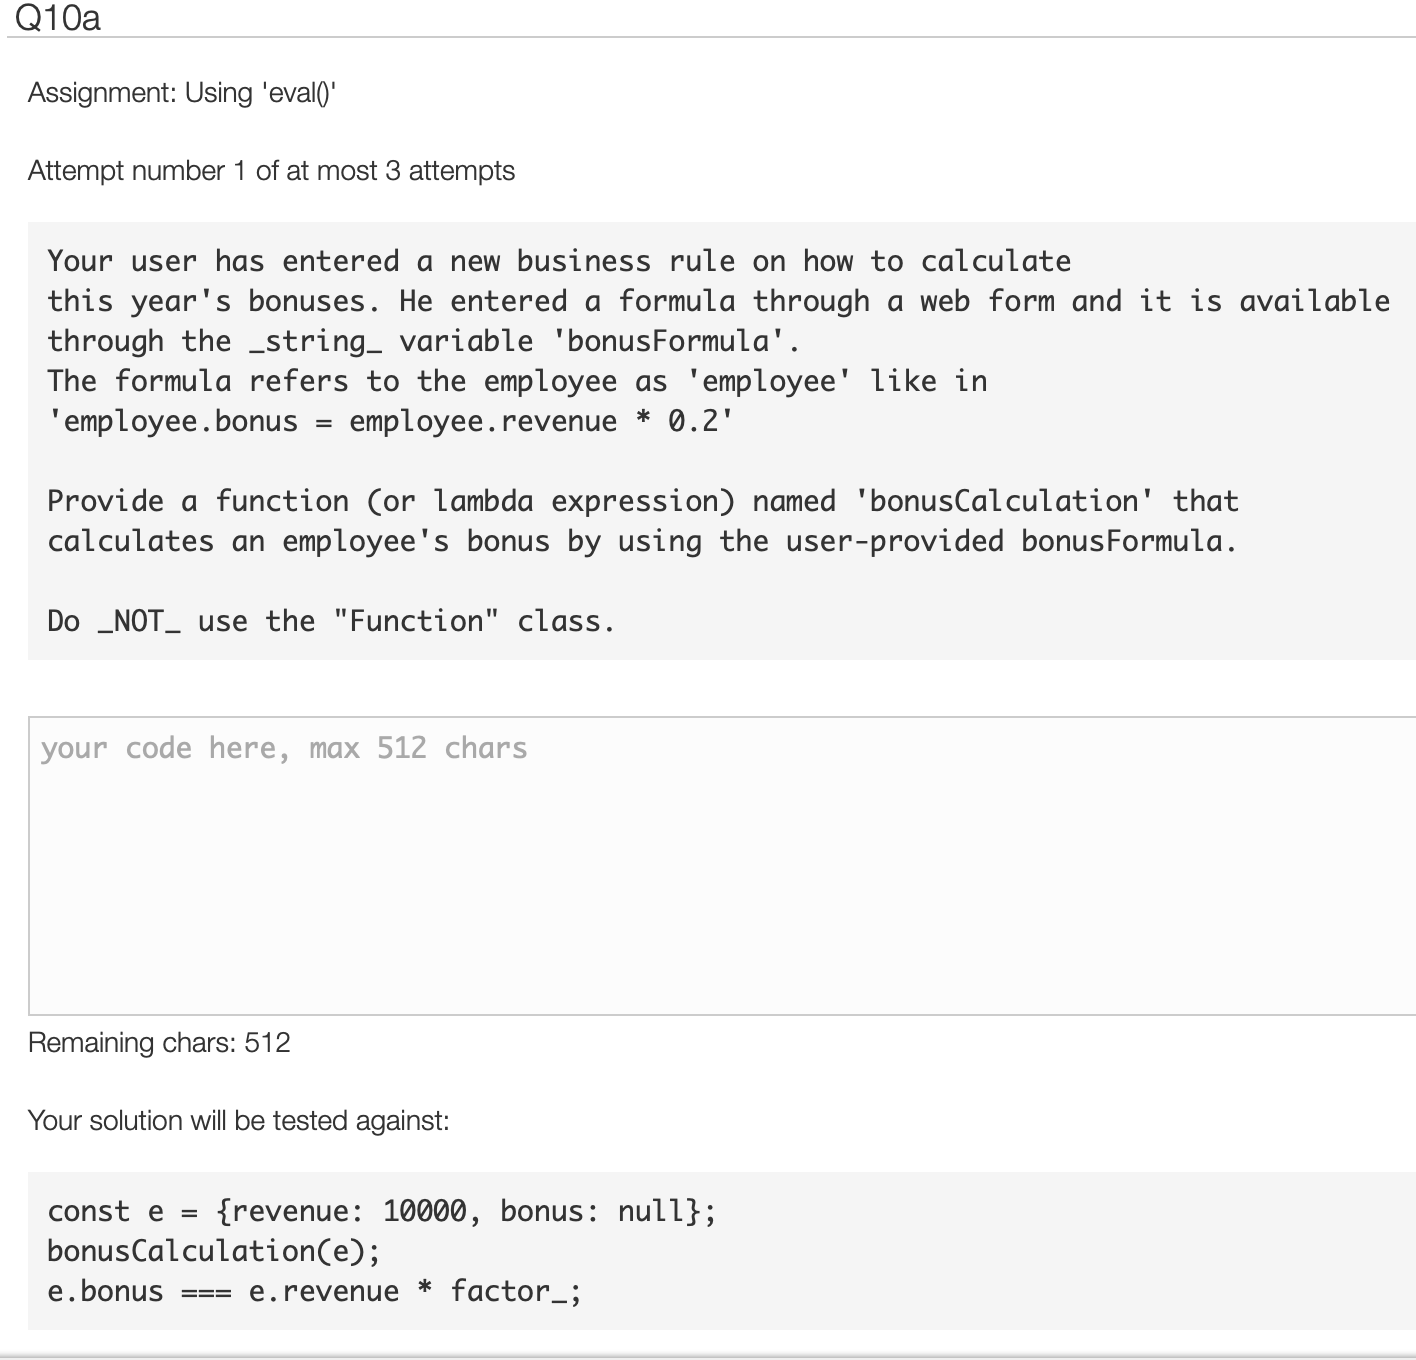 Q10a
Assignment: Using 'eval()'
Attempt number 1 of at most 3 attempts
Your user has entered a new business rule on how to calculate
this year's bonuses. He entered a formula through a web form and it is available
through the _string_ variable 'bonusFormula'.
The formula refers to the employee as 'employee' like in
'employee.bonus = employee.revenue * 0.2'
Provide a function (or lambda expression) named 'bonusCalculation' that
calculates an employee's bonus by using the user-provided bonusFormula.
Do _NOT_ use the "Function" class.
your code here, max 512 chars
Remaining chars: 512
Your solution will be tested against:
const e = {revenue: 10000, bonus: null};
bonusCalculation(e);
e.bonus === e.revenue * factor_;